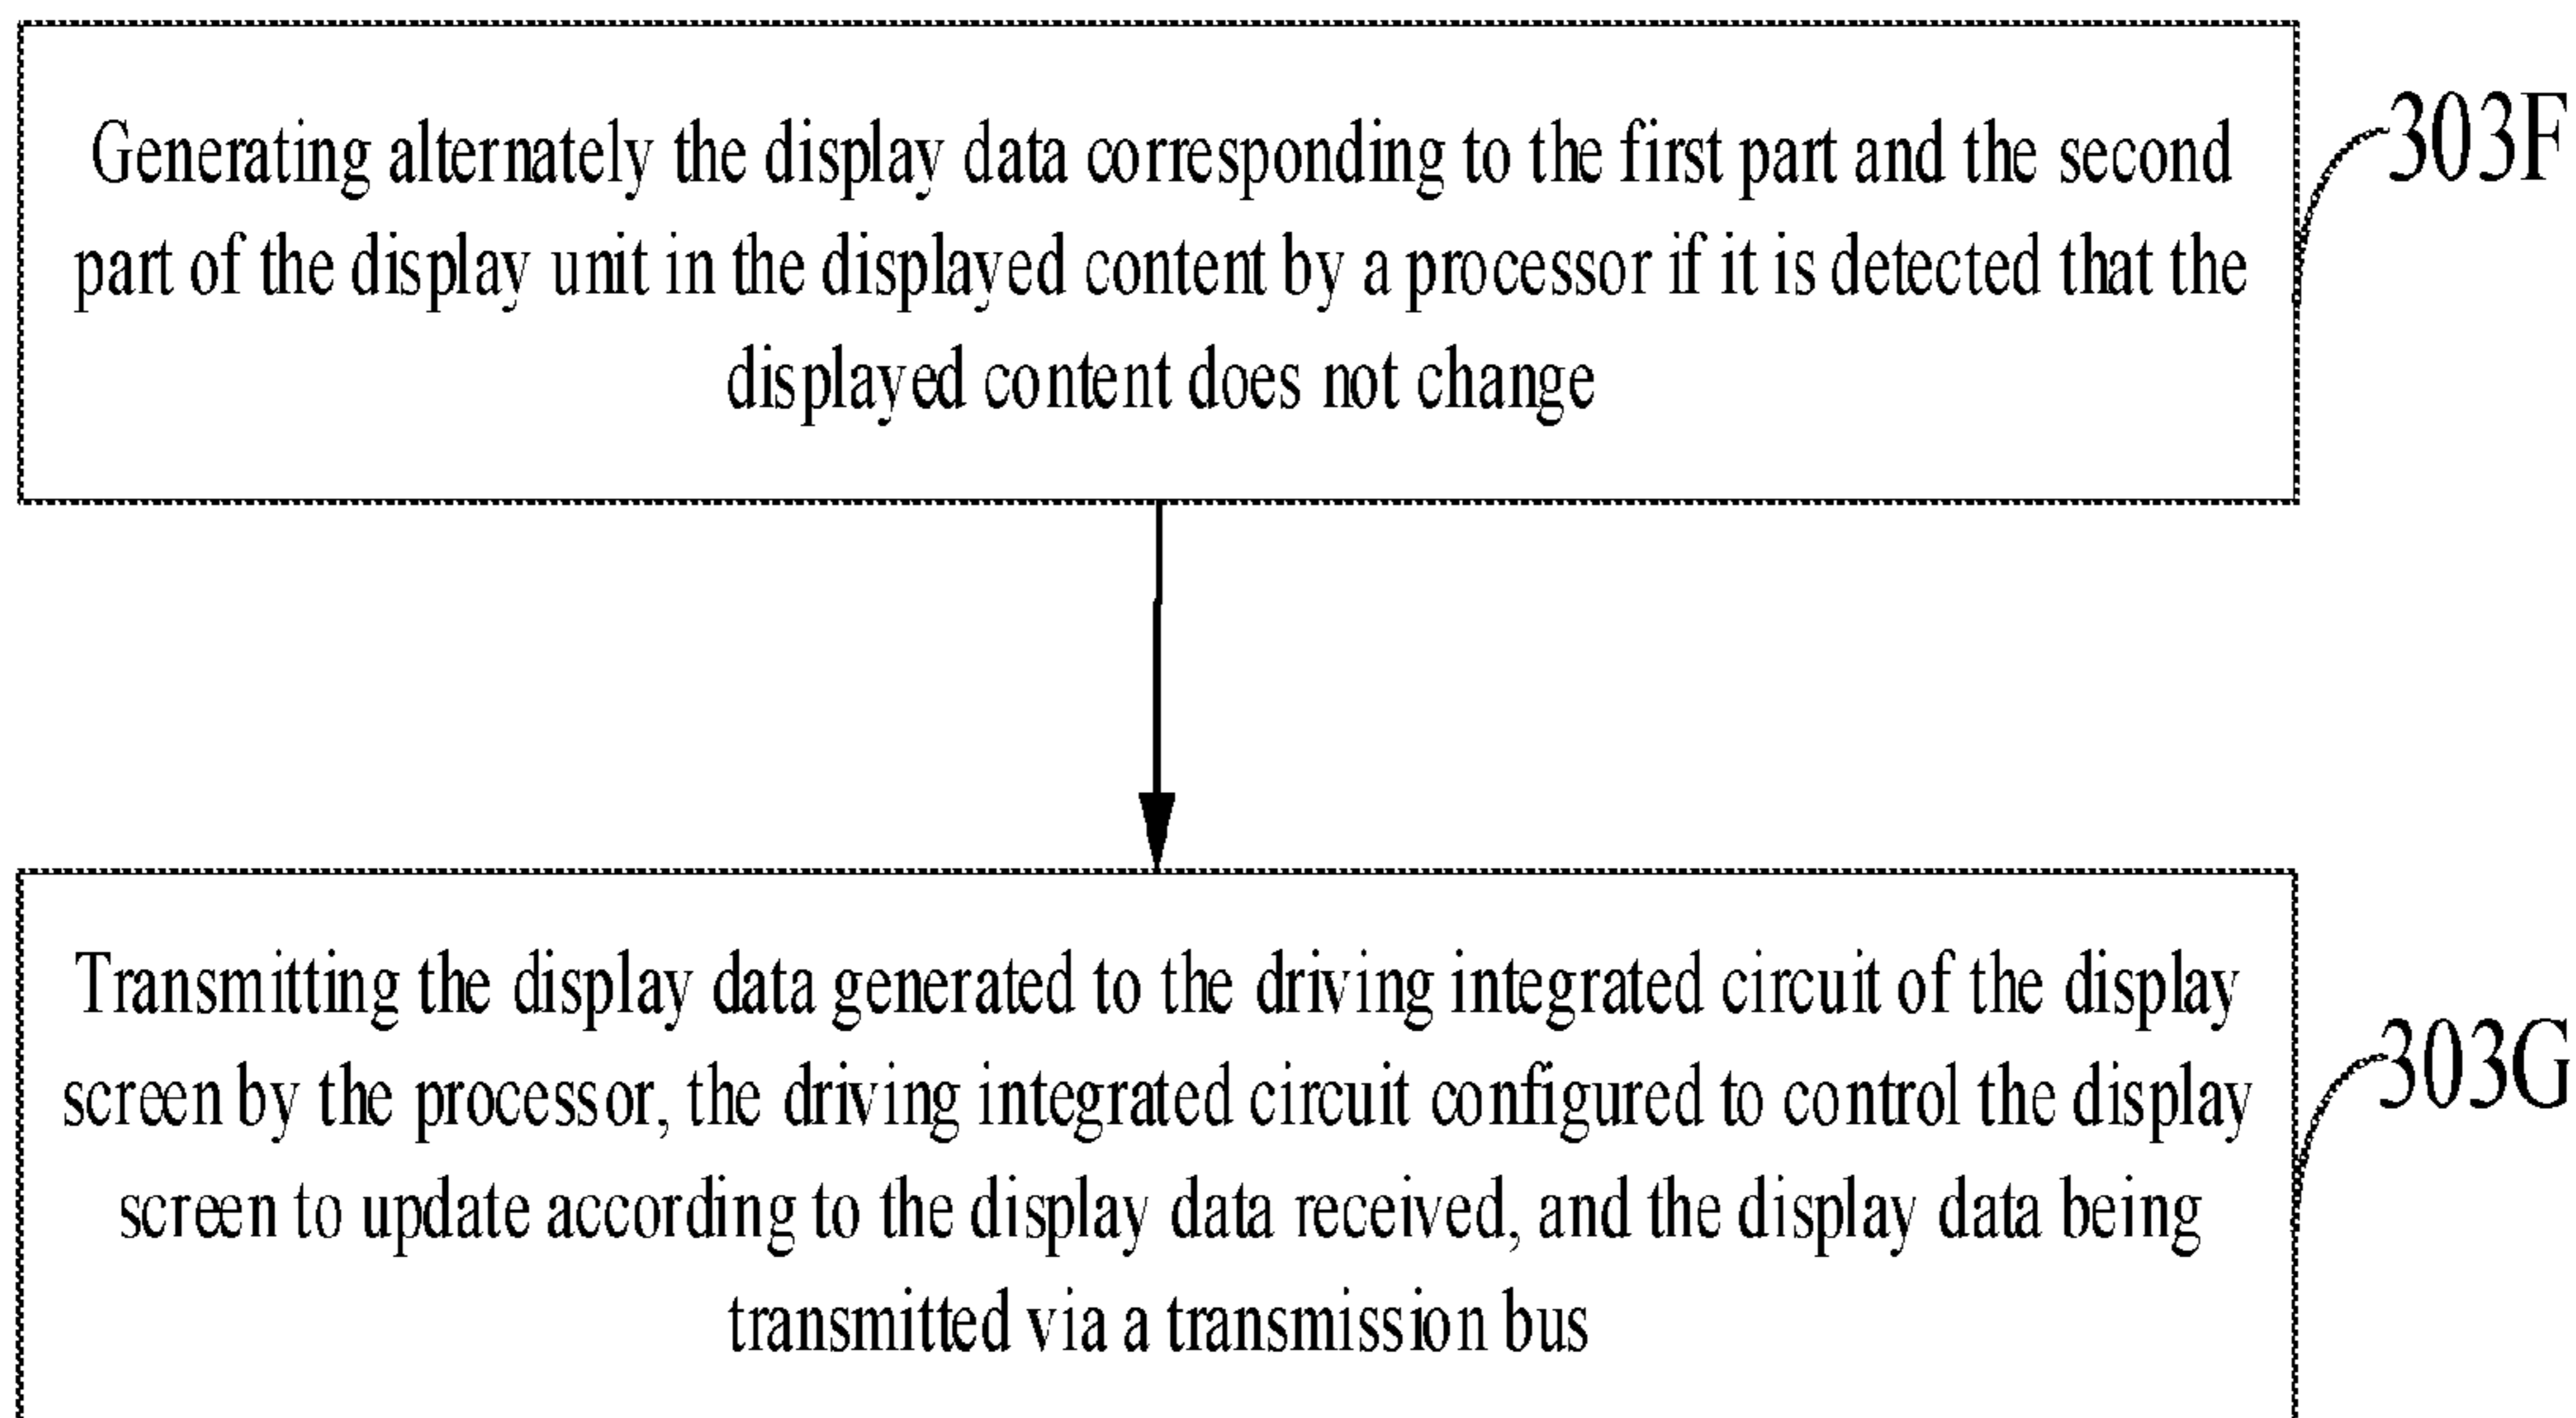 Generating alternately the display data corresponding to the first part and the second
part of the display unit in the displayed content by a processor if it is detected that the
displayed content does not change
303F
Transmitting the display data generated to the driving integrated circuit of the display
screen by the processor, the driving integrated circuit configured to control the display
screen to update according to the display data received, and the display data being
transmitted via a transmission bus
303G